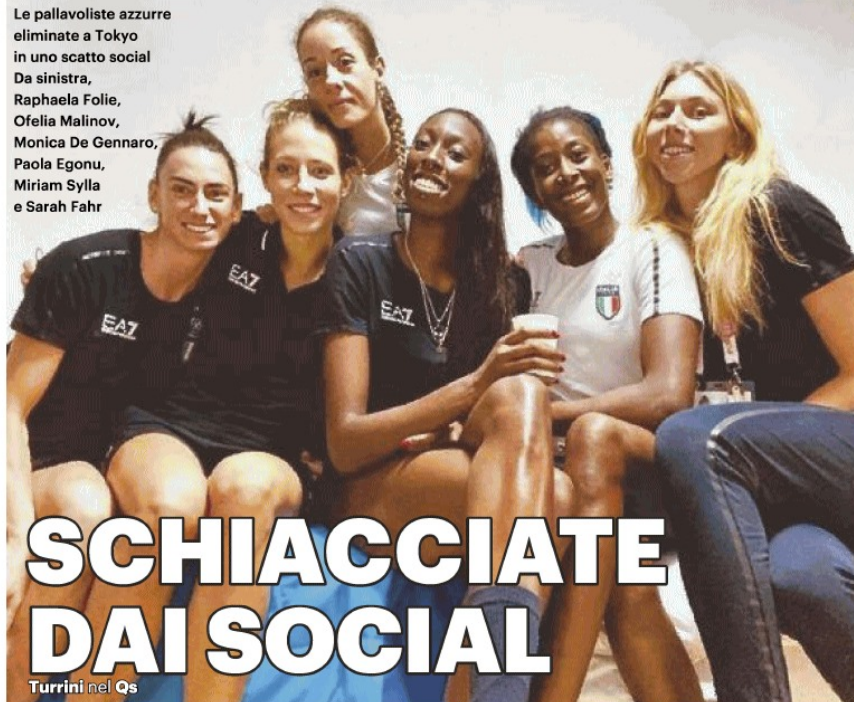 Le pallavoliste azzurre
eliminate a Tokyo
in uno scatto social
Da sinistra,
Raphaela Folie,
Ofelia Malinov,
Monica De Gennaro,
Paola Egonu,
Miriam Sylla
e Sarah Fahr
EA7
EA7
EA7
ITALIA
SCHIACCIATE
DAI SOCIAL
Turrini nel Qs